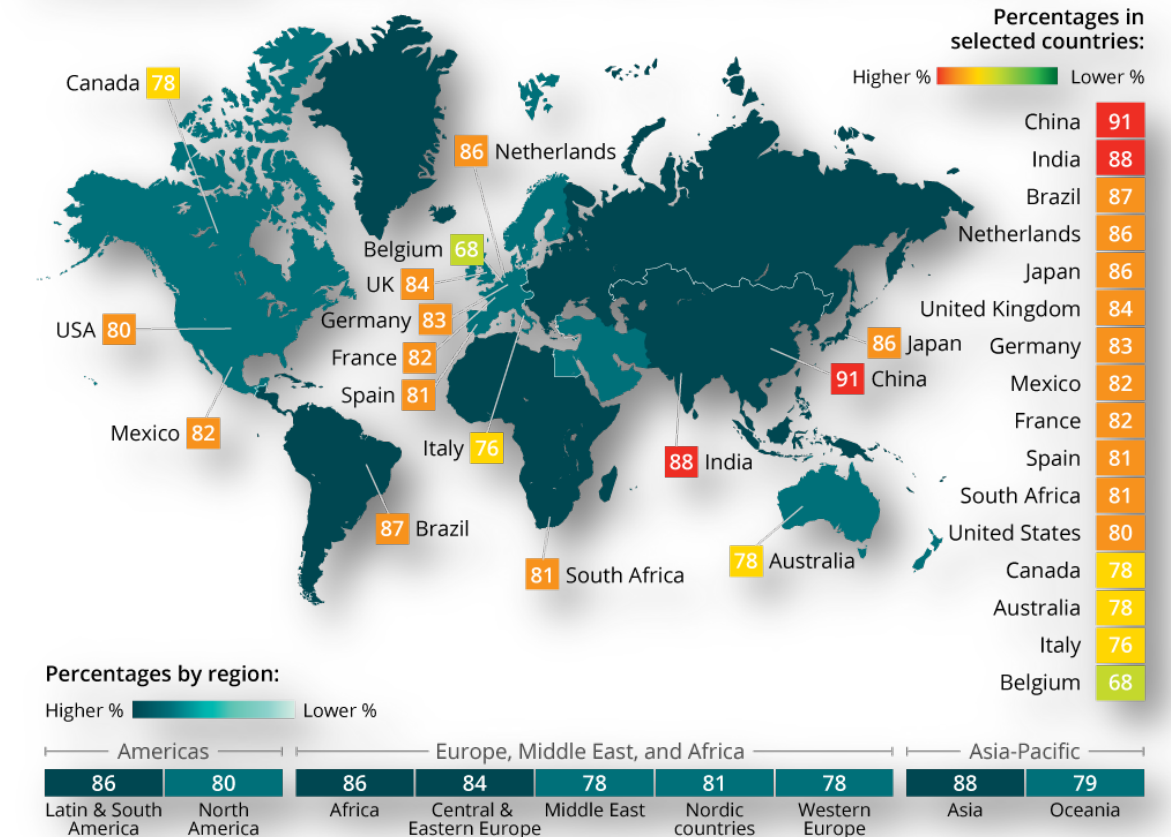 Percentages in
selected countries:
Higher % Lower %
Canada 78
86 Netherlands
Belgium 68
UK 84
Germany 83
USA 80
France 82
Spain 81
Mexico 82
Italy 76
86 Japan
91 China
88 India
87 Brazil
81 South Africa
78 Australia
China 91
India 88
Brazil 87
Netherlands 86
Japan 86
United Kingdom 84
Germany 83
Mexico 82
France 82
Spain 81
South Africa 81
United States 80
Canada 78
Australia 78
Italy 76
Belgium 68
Percentages by region:
Higher % Lower %
Americas Europe, Middle East, and Africa Asia-Pacific
86 80 86 84 78 81 78 88 79
Latin & South North Africa Central & Middle East Nordic Western Asia Oceania
America America Eastern Europe countries Europe